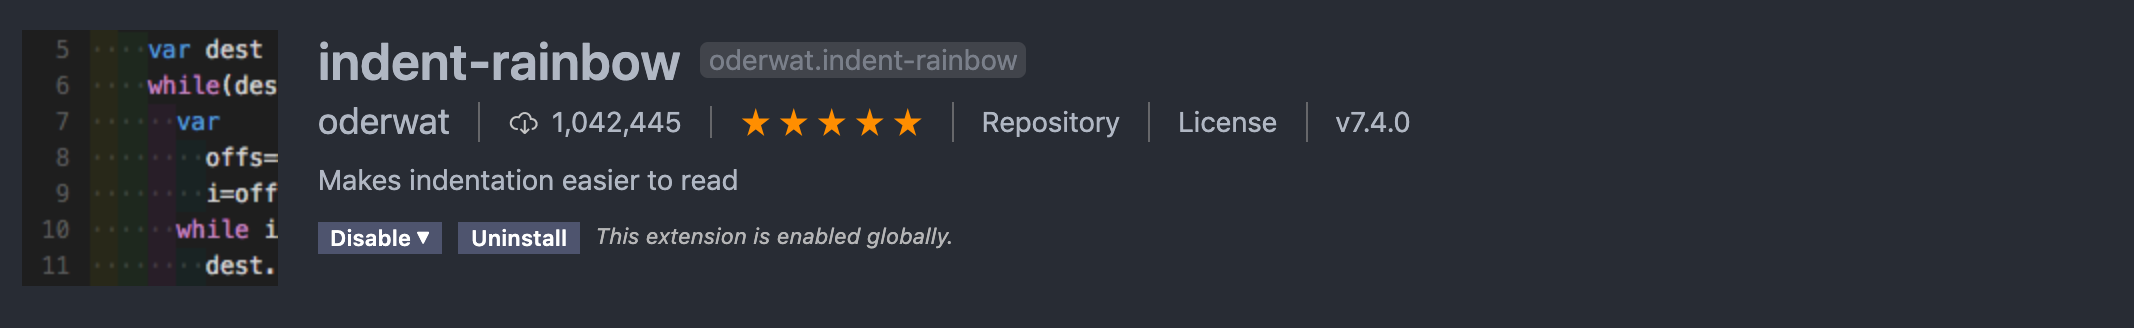 5 ···· var dest
6 ···· while(des
7 ······ var
8 ········ offs=
9 ········ i=off
10 ······ while i
11 ········ dest.
indent-rainbow oderwat.indent-rainbow
oderwat 1,042,445 ★★★★★ Repository License v7.4.0
Makes indentation easier to read
Disable ▼ Uninstall This extension is enabled globally.